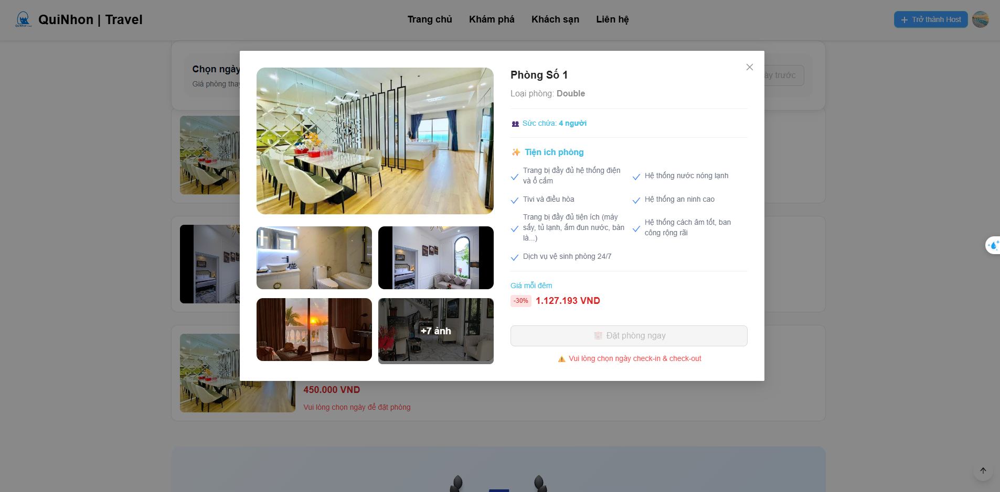 QuiNhon | Travel
Trang chủ
Khám phá
Khách sạn
Liên hệ
Trở thành Host
Chọn ngày
Giá phòng thay
ày trước
Phòng Số 1
Loại phòng: Double
Sức chứa: 4 người
Tiện ích phòng
Trang bị đầy đủ hệ thống điện
và ổ cắm
Hệ thống nước nóng lạnh
Tivi và điều hòa
Hệ thống an ninh cao
Trang bị đầy đủ tiện ích (máy
sấy, tủ lạnh, ấm đun nước, bàn
là...)
Hệ thống cách âm tốt, ban
công rộng rãi
Dịch vụ vệ sinh phòng 24/7
Giá mỗi đêm
-30% 1.127.193 VND
+7 ảnh
Đặt phòng ngay
Vui lòng chọn ngày check-in & check-out
450.000 VND
Vui lòng chọn ngày để đặt phòng